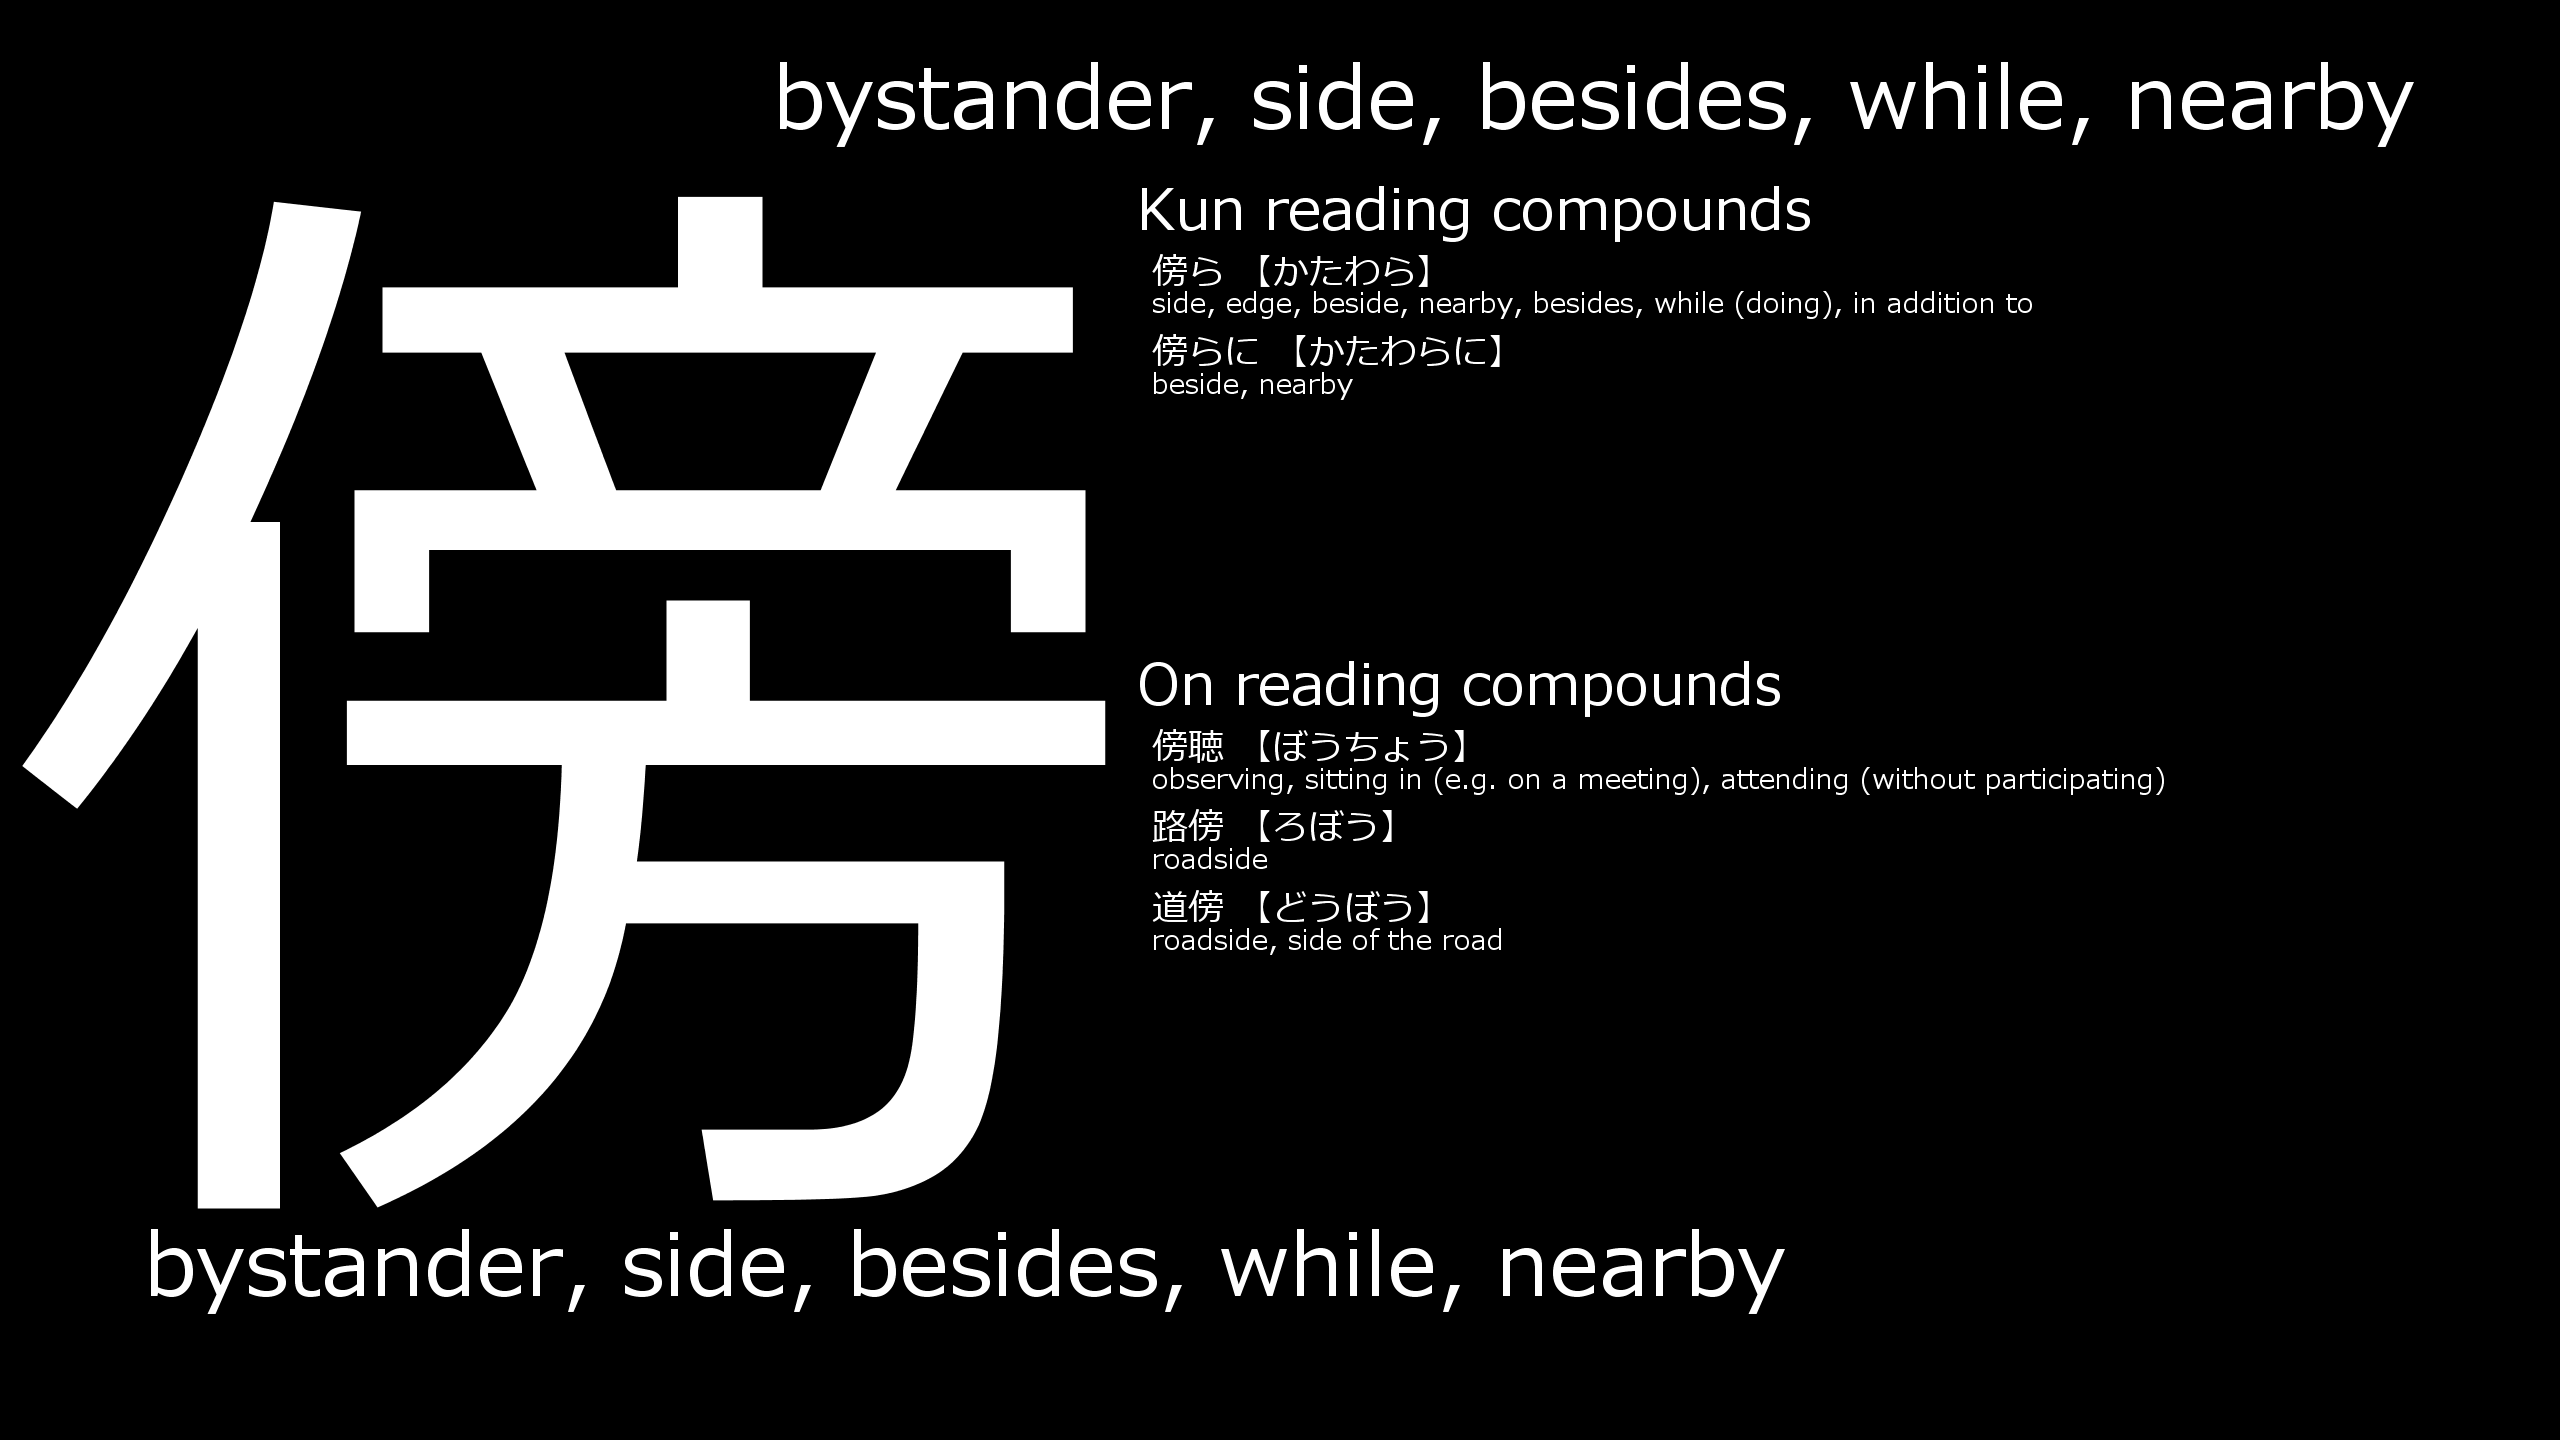 bystander, side, besides, while, nearby
傍
Kun reading compounds
傍ら 【かたわら】
side, edge, beside, nearby, besides, while (doing), in addition to
傍らに 【かたわらに】
beside, nearby
On reading compounds
傍聴 【ぼうちょう】
observing, sitting in (e.g. on a meeting), attending (without participating)
路傍 【ろぼう】
roadside
道傍 【どうぼう】
roadside, side of the road
bystander, side, besides, while, nearby